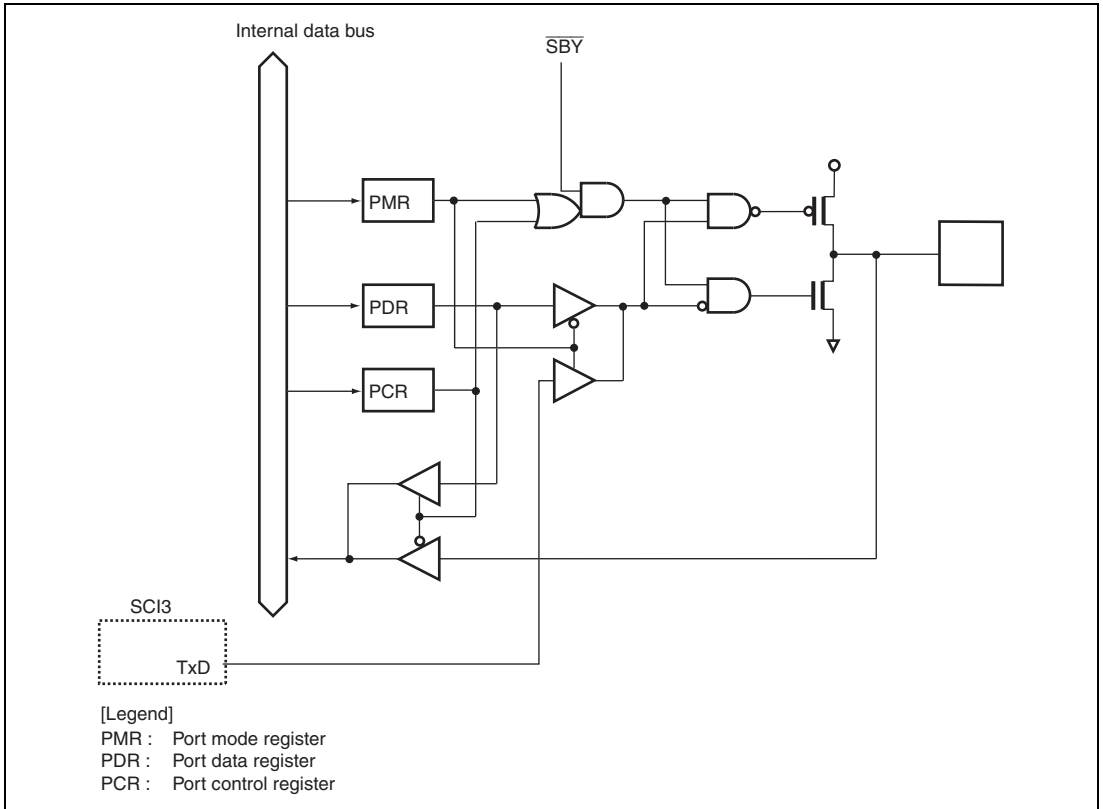 Internal data bus
SBY
PMR
PDR
PCR
SCI3
TxD
[Legend]
PMR : Port mode register
PDR : Port data register
PCR : Port control register